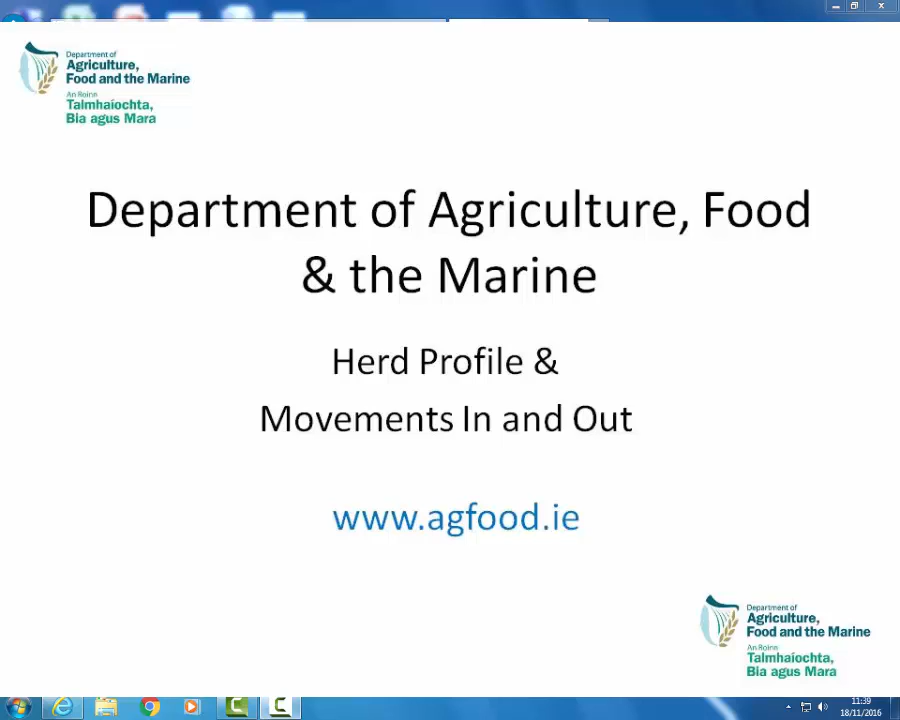 Department of
Agriculture,
Food and the Marine
An Roinn
Talmhaíochta,
Bia agus Mara
Department of Agriculture, Food
& the Marine
Herd Profile &
Movements In and Out
www.agfood.ie
Department of
Agriculture,
Food and the Marine
An Roinn
Talmhaíochta,
Bia agus Mara
11:39
18/11/2016